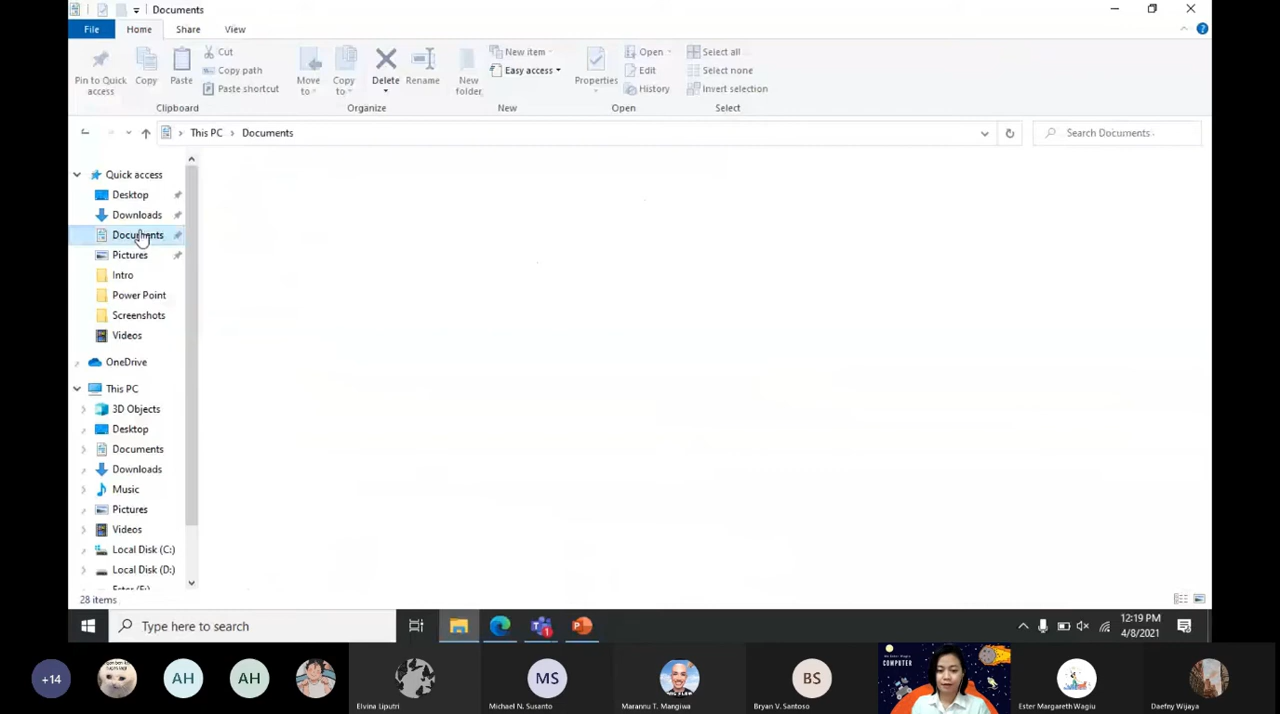 Documents
File Home Share View
Pin to Quick access
Copy
Paste
Cut
Copy path
Paste shortcut
Clipboard
Move to
Copy to
Delete
Rename
Organize
New folder
New item
Easy access
New
Properties
Open
Edit
History
Open
Select all
Select none
Invert selection
Select
This PC > Documents
Search Documents
Quick access
Desktop
Downloads
Documents
Pictures
Intro
Power Point
Screenshots
Videos
OneDrive
This PC
3D Objects
Desktop
Documents
Downloads
Music
Pictures
Videos
Local Disk (C:)
Local Disk (D:)
28 items
Type here to search
1
12:19 PM
4/8/2021
+14
AH
AH
MS
BS
COMPUTER
Elvina Liputri
Michael N. Susanto
Marannu T. Mangiwa
Bryan V. Santoso
Ester Margareth Wagiu
Daefny Wijaya